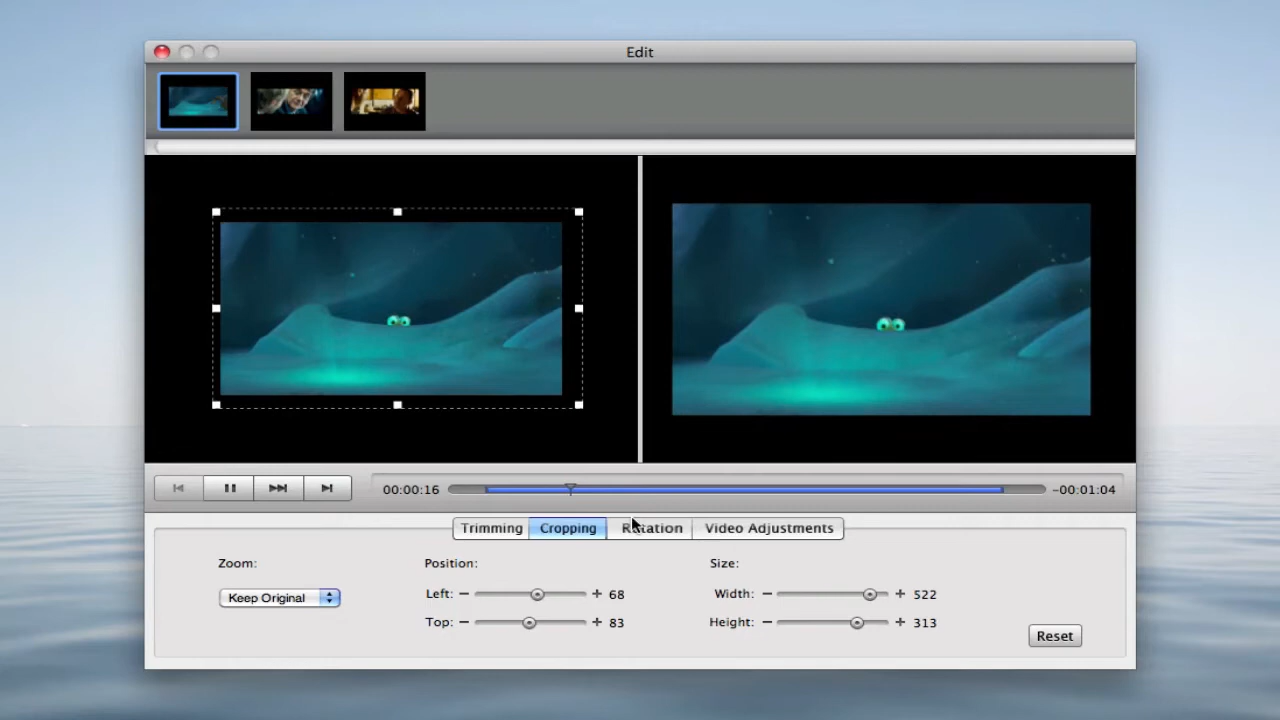 Edit
00:00:16 -00:01:04
Trimming Cropping Rotation Video Adjustments
Zoom: Position: Size:
Keep Original Left: 68 Width: 522
Top: 83 Height: 313
Reset